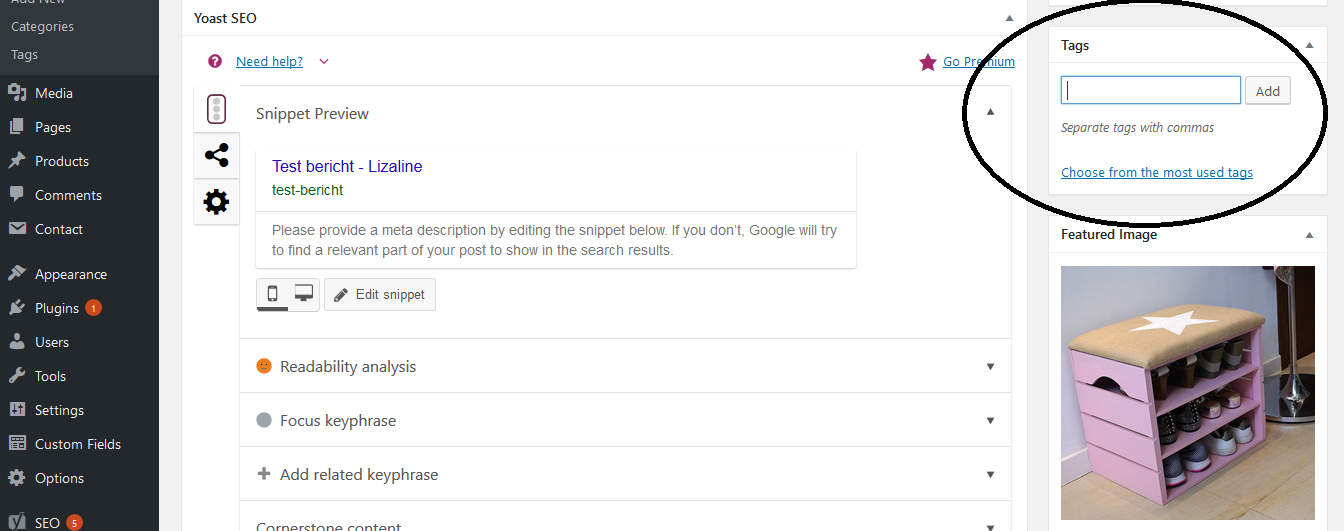 Add New
Categories
Tags
Media
Pages
Products
Comments
Contact
Appearance
Plugins 1
Users
Tools
Settings
Custom Fields
Options
SEO 5
Yoast SEO
Need help?
Go Premium
Snippet Preview
Test bericht - Lizaline
test-bericht
Please provide a meta description by editing the snippet below. If you don’t, Google will try
to find a relevant part of your post to show in the search results.
Edit snippet
Readability analysis
Focus keyphrase
Add related keyphrase
Cornerstone content
Tags
Add
Separate tags with commas
Choose from the most used tags
Featured Image